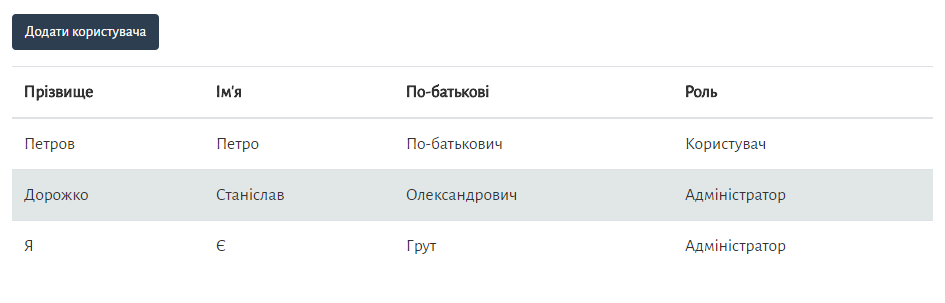 Додати користувача
Прізвище Ім'я По-батькові Роль
Петров Петро По-батькович Користувач
Дорожко Станіслав Олександрович Адміністратор
Я Є Грут Адміністратор